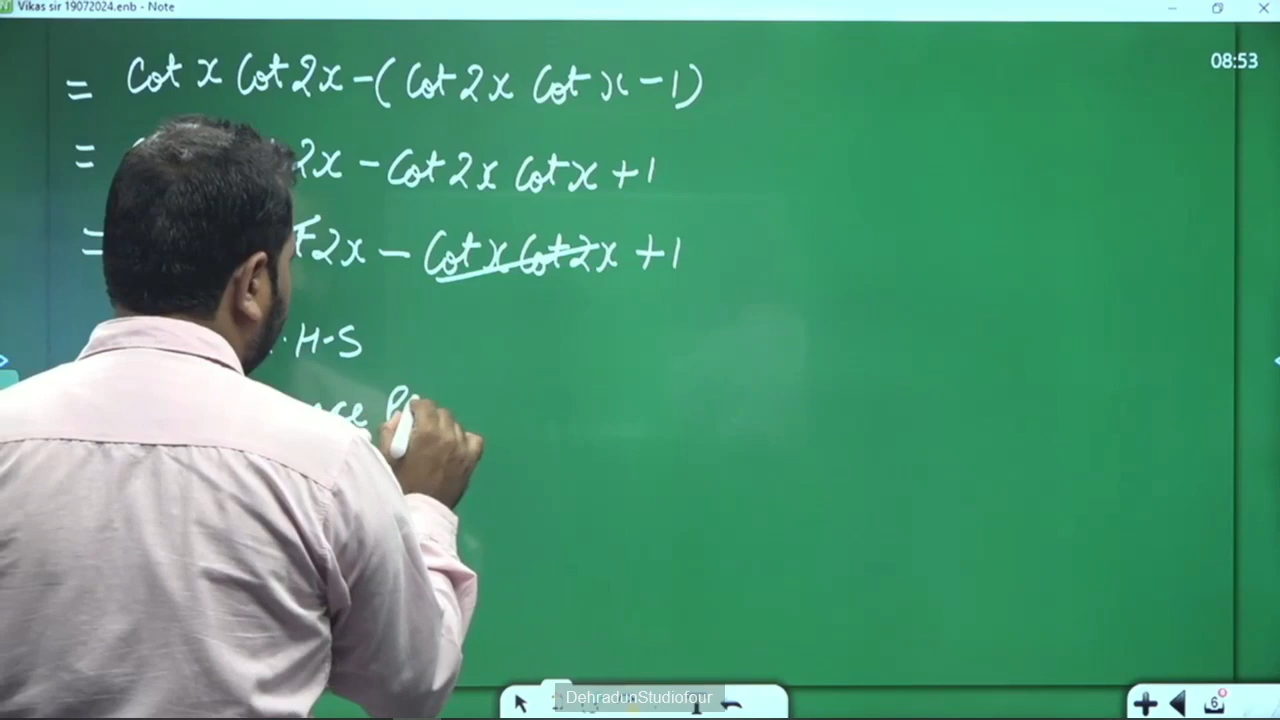 Vikas sir 19072024.enb - Note
08:53
= Cot x Cot 2x - ( Cot 2x Cot x - 1)
= 2x - Cot 2x Cot x + 1
= 2x - Cot x Cot 2x + 1
H-S
DehradunStudiofour
6